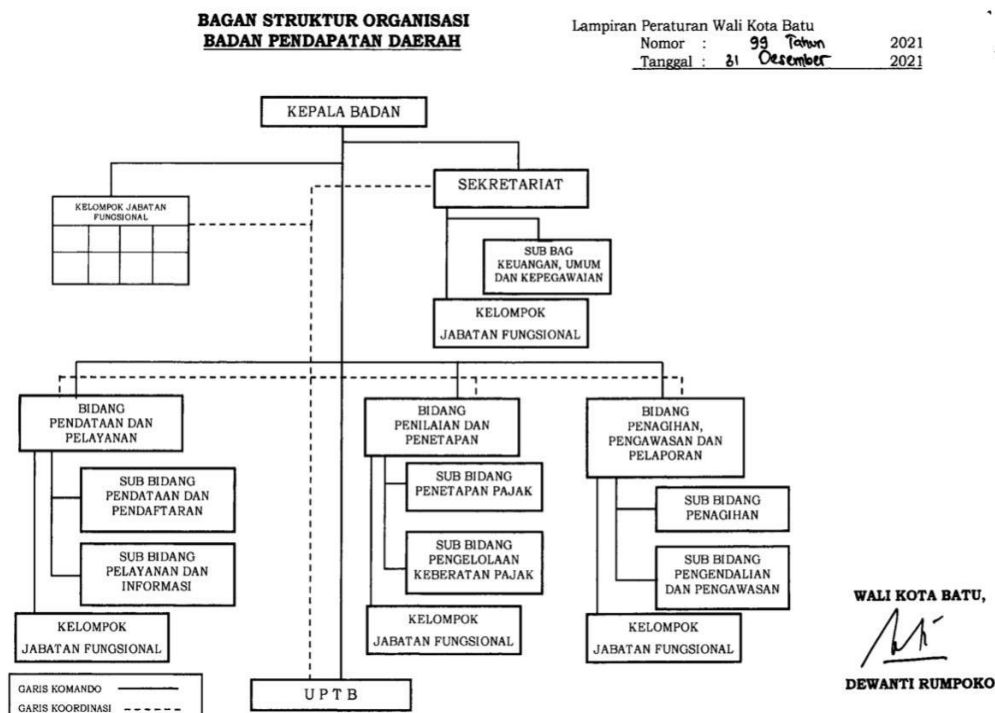 BAGAN STRUKTUR ORGANISASI
BADAN PENDAPATAN DAERAH
Lampiran Peraturan Wali Kota Batu
Nomor : 99 Tahun 2021
Tanggal : 31 Desember 2021
KEPALA BADAN
SEKRETARIAT
KELOMPOK JABATAN
FUNGSIONAL
SUB BAG
KEUANGAN, UMUM
DAN KEPEGAWAIAN
KELOMPOK
JABATAN FUNGSIONAL
BIDANG
PENDATAAN DAN
PELAYANAN
SUB BIDANG
PENDATAAN DAN
PENDAFTARAN
SUB BIDANG
PELAYANAN DAN
INFORMASI
KELOMPOK
JABATAN FUNGSIONAL
BIDANG
PENILAIAN DAN
PENETAPAN
SUB BIDANG
PENETAPAN PAJAK
SUB BIDANG
PENGELOLAAN
KEBERATAN PAJAK
KELOMPOK
JABATAN FUNGSIONAL
BIDANG
PENAGIHAN,
PENGAWASAN DAN
PELAPORAN
SUB BIDANG
PENAGIHAN
SUB BIDANG
PENGENDALIAN
DAN PENGAWASAN
KELOMPOK
JABATAN FUNGSIONAL
UPTB
GARIS KOMANDO
GARIS KOORDINASI
WALI KOTA BATU,
DEWANTI RUMPOKO